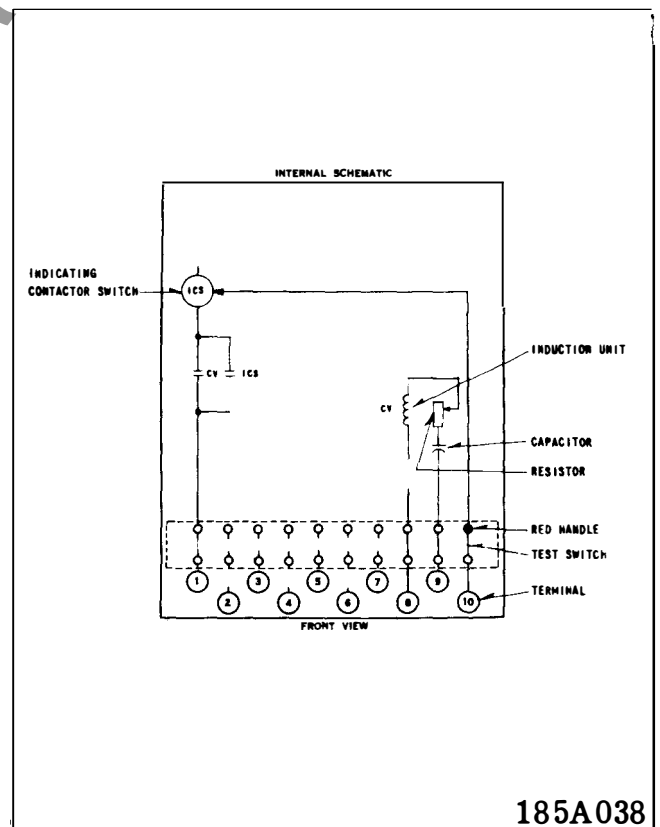 INTERNAL SCHEMATIC
INDICATING
CONTACTOR SWITCH
ICS
CV ICS
INDUCTION UNIT
CV
CAPACITOR
RESISTOR
RED HANDLE
TEST SWITCH
1 3 5 7 9
2 4 6 8 10
TERMINAL
FRONT VIEW
185A038